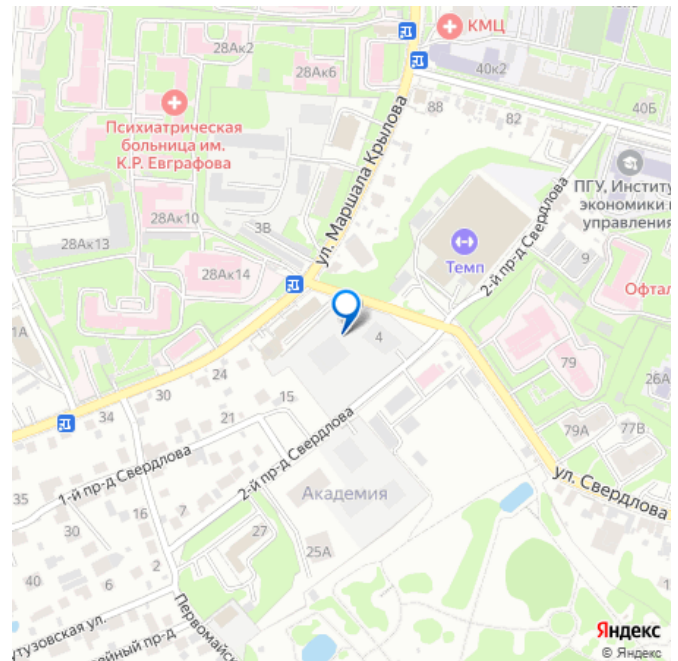 КМЦ
28Ак2
28Ак6
40к2
Психиатрическая
больница им.
К.Р. Евграфова
ул. Маршала Крылова
88
82
40Б
ПГУ, Институ
экономики и
управления
28Ак10
3В
28Ак13
28Ак14
Темп
2-й пр-д Свердлова
9
Офтал
1А
4
79
26А
24
30
34
15
21
79А
77В
1-й пр-д Свердлова
2-й пр-д Свердлова
ул. Свердлова
35
16
7
Академия
27
25А
2
30
40
6
1
Первомайск
утузовская ул.
ейный пр-д
Яндекс
© Яндекс